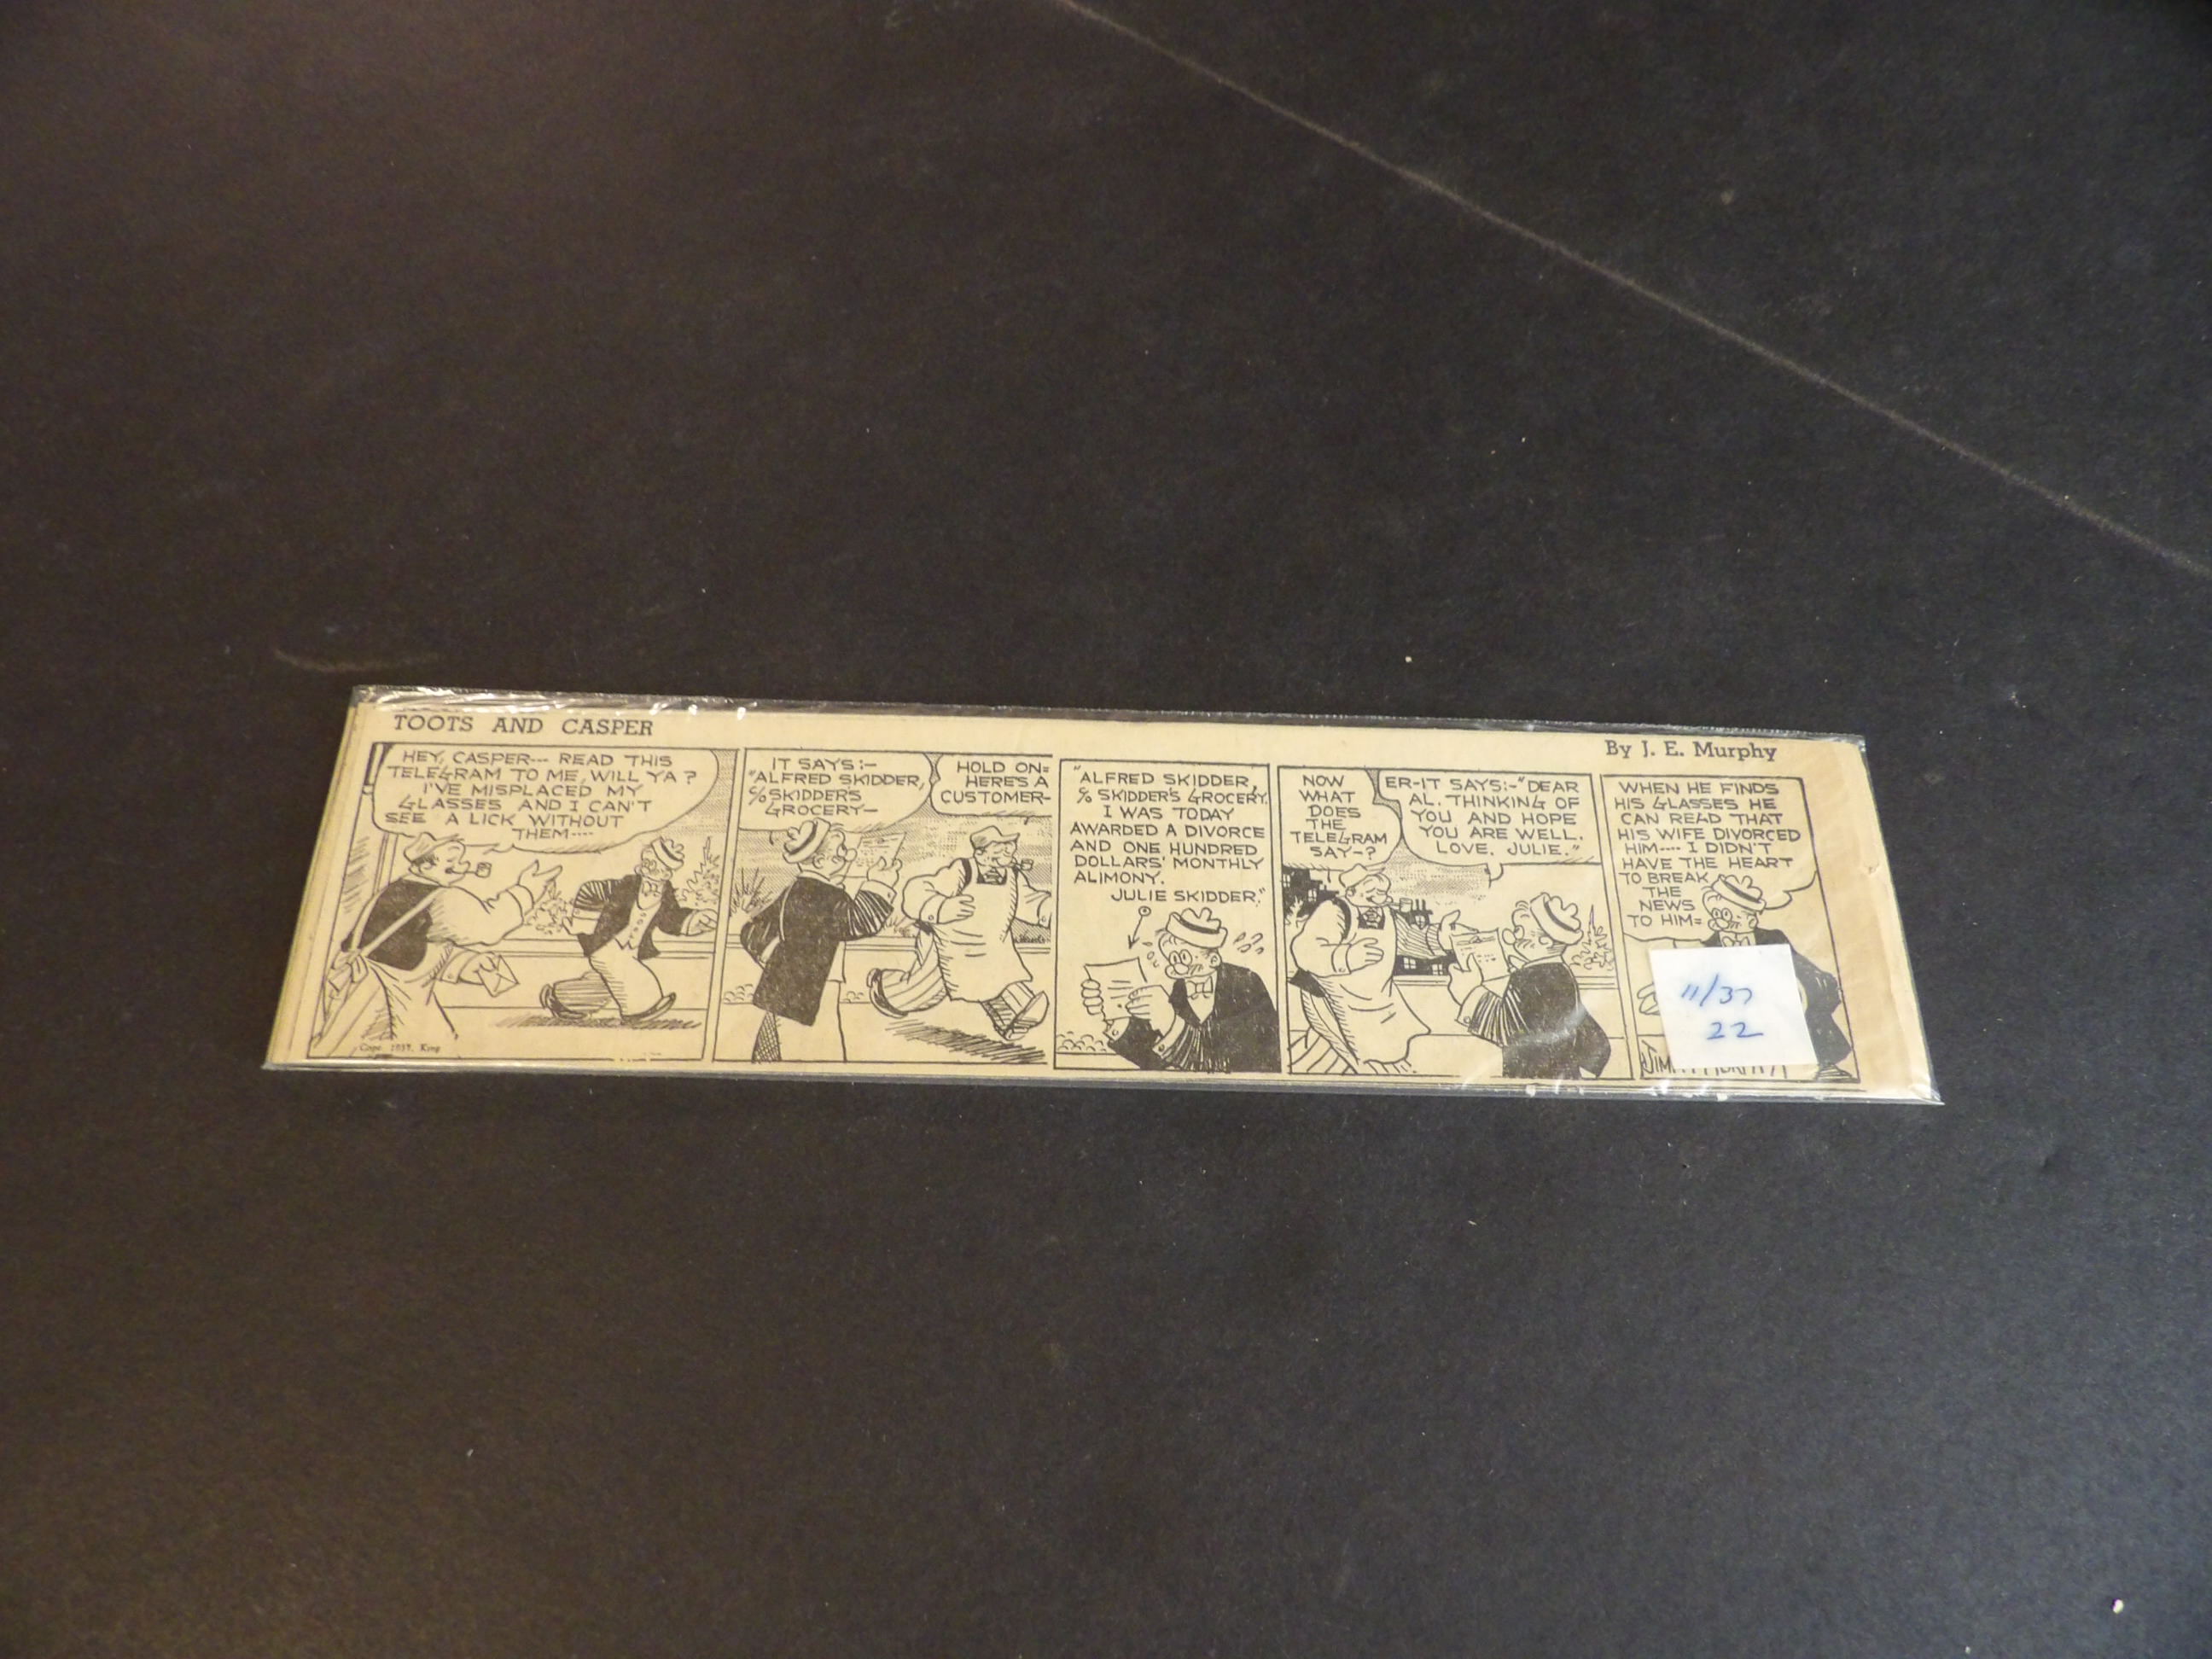 TOOTS AND CASPER
By J. E. Murphy
HEY, CASPER--- READ THIS
TELEGRAM TO ME, WILL YA?
I'VE MISPLACED MY
GLASSES AND I CAN'T
SEE A LICK WITHOUT
THEM----
Copr. 1937, King
IT SAYS:-
"ALFRED SKIDDER,
c/o SKIDDER'S
GROCERY-
HOLD ON=
HERE'S A
CUSTOMER-
"ALFRED SKIDDER,
c/o SKIDDER'S GROCERY.
I WAS TODAY
AWARDED A DIVORCE
AND ONE HUNDRED
DOLLARS' MONTHLY
ALIMONY.
JULIE SKIDDER."
NOW
WHAT
DOES
THE
TELEGRAM
SAY-?
ER-IT SAYS:-"DEAR
AL. THINKING OF
YOU AND HOPE
YOU ARE WELL.
LOVE. JULIE."
WHEN HE FINDS
HIS GLASSES HE
CAN READ THAT
HIS WIFE DIVORCED
HIM---- I DIDN'T
HAVE THE HEART
TO BREAK
THE
NEWS
TO HIM=
11/37
22